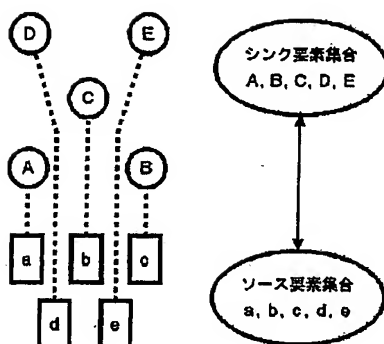 D
E
C
A
B
a
b
c
d
e
シンク要素集合
A, B, C, D, E
ソース要素集合
a, b, c, d, e